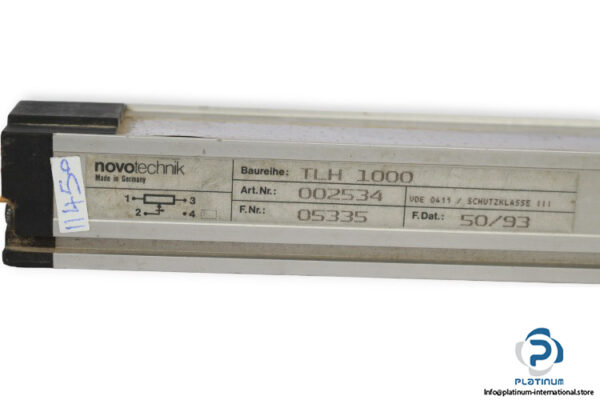 novotechnik
Made in Germany
Baureihe: TLH 1000
Art.Nr.: 002534
VDE 0411 / SCHUTZKLASSE III
F.Nr.: 05335
F.Dat.: 50/93
1 3
2 4
11450
PLATINUM
Info@platinum-international.store